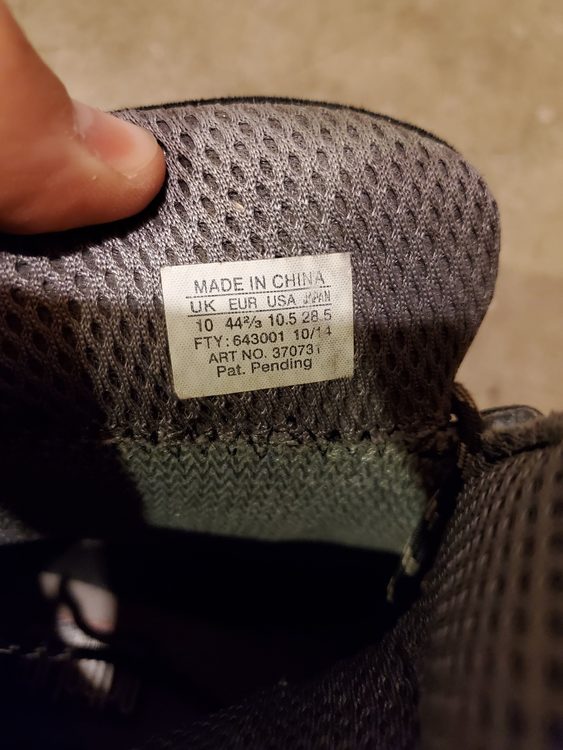 MADE IN CHINA
UK EUR USA JAPAN
10 44²/₃ 10.5 28.5
FTY: 643001 10/14
ART NO. 370731
Pat. Pending